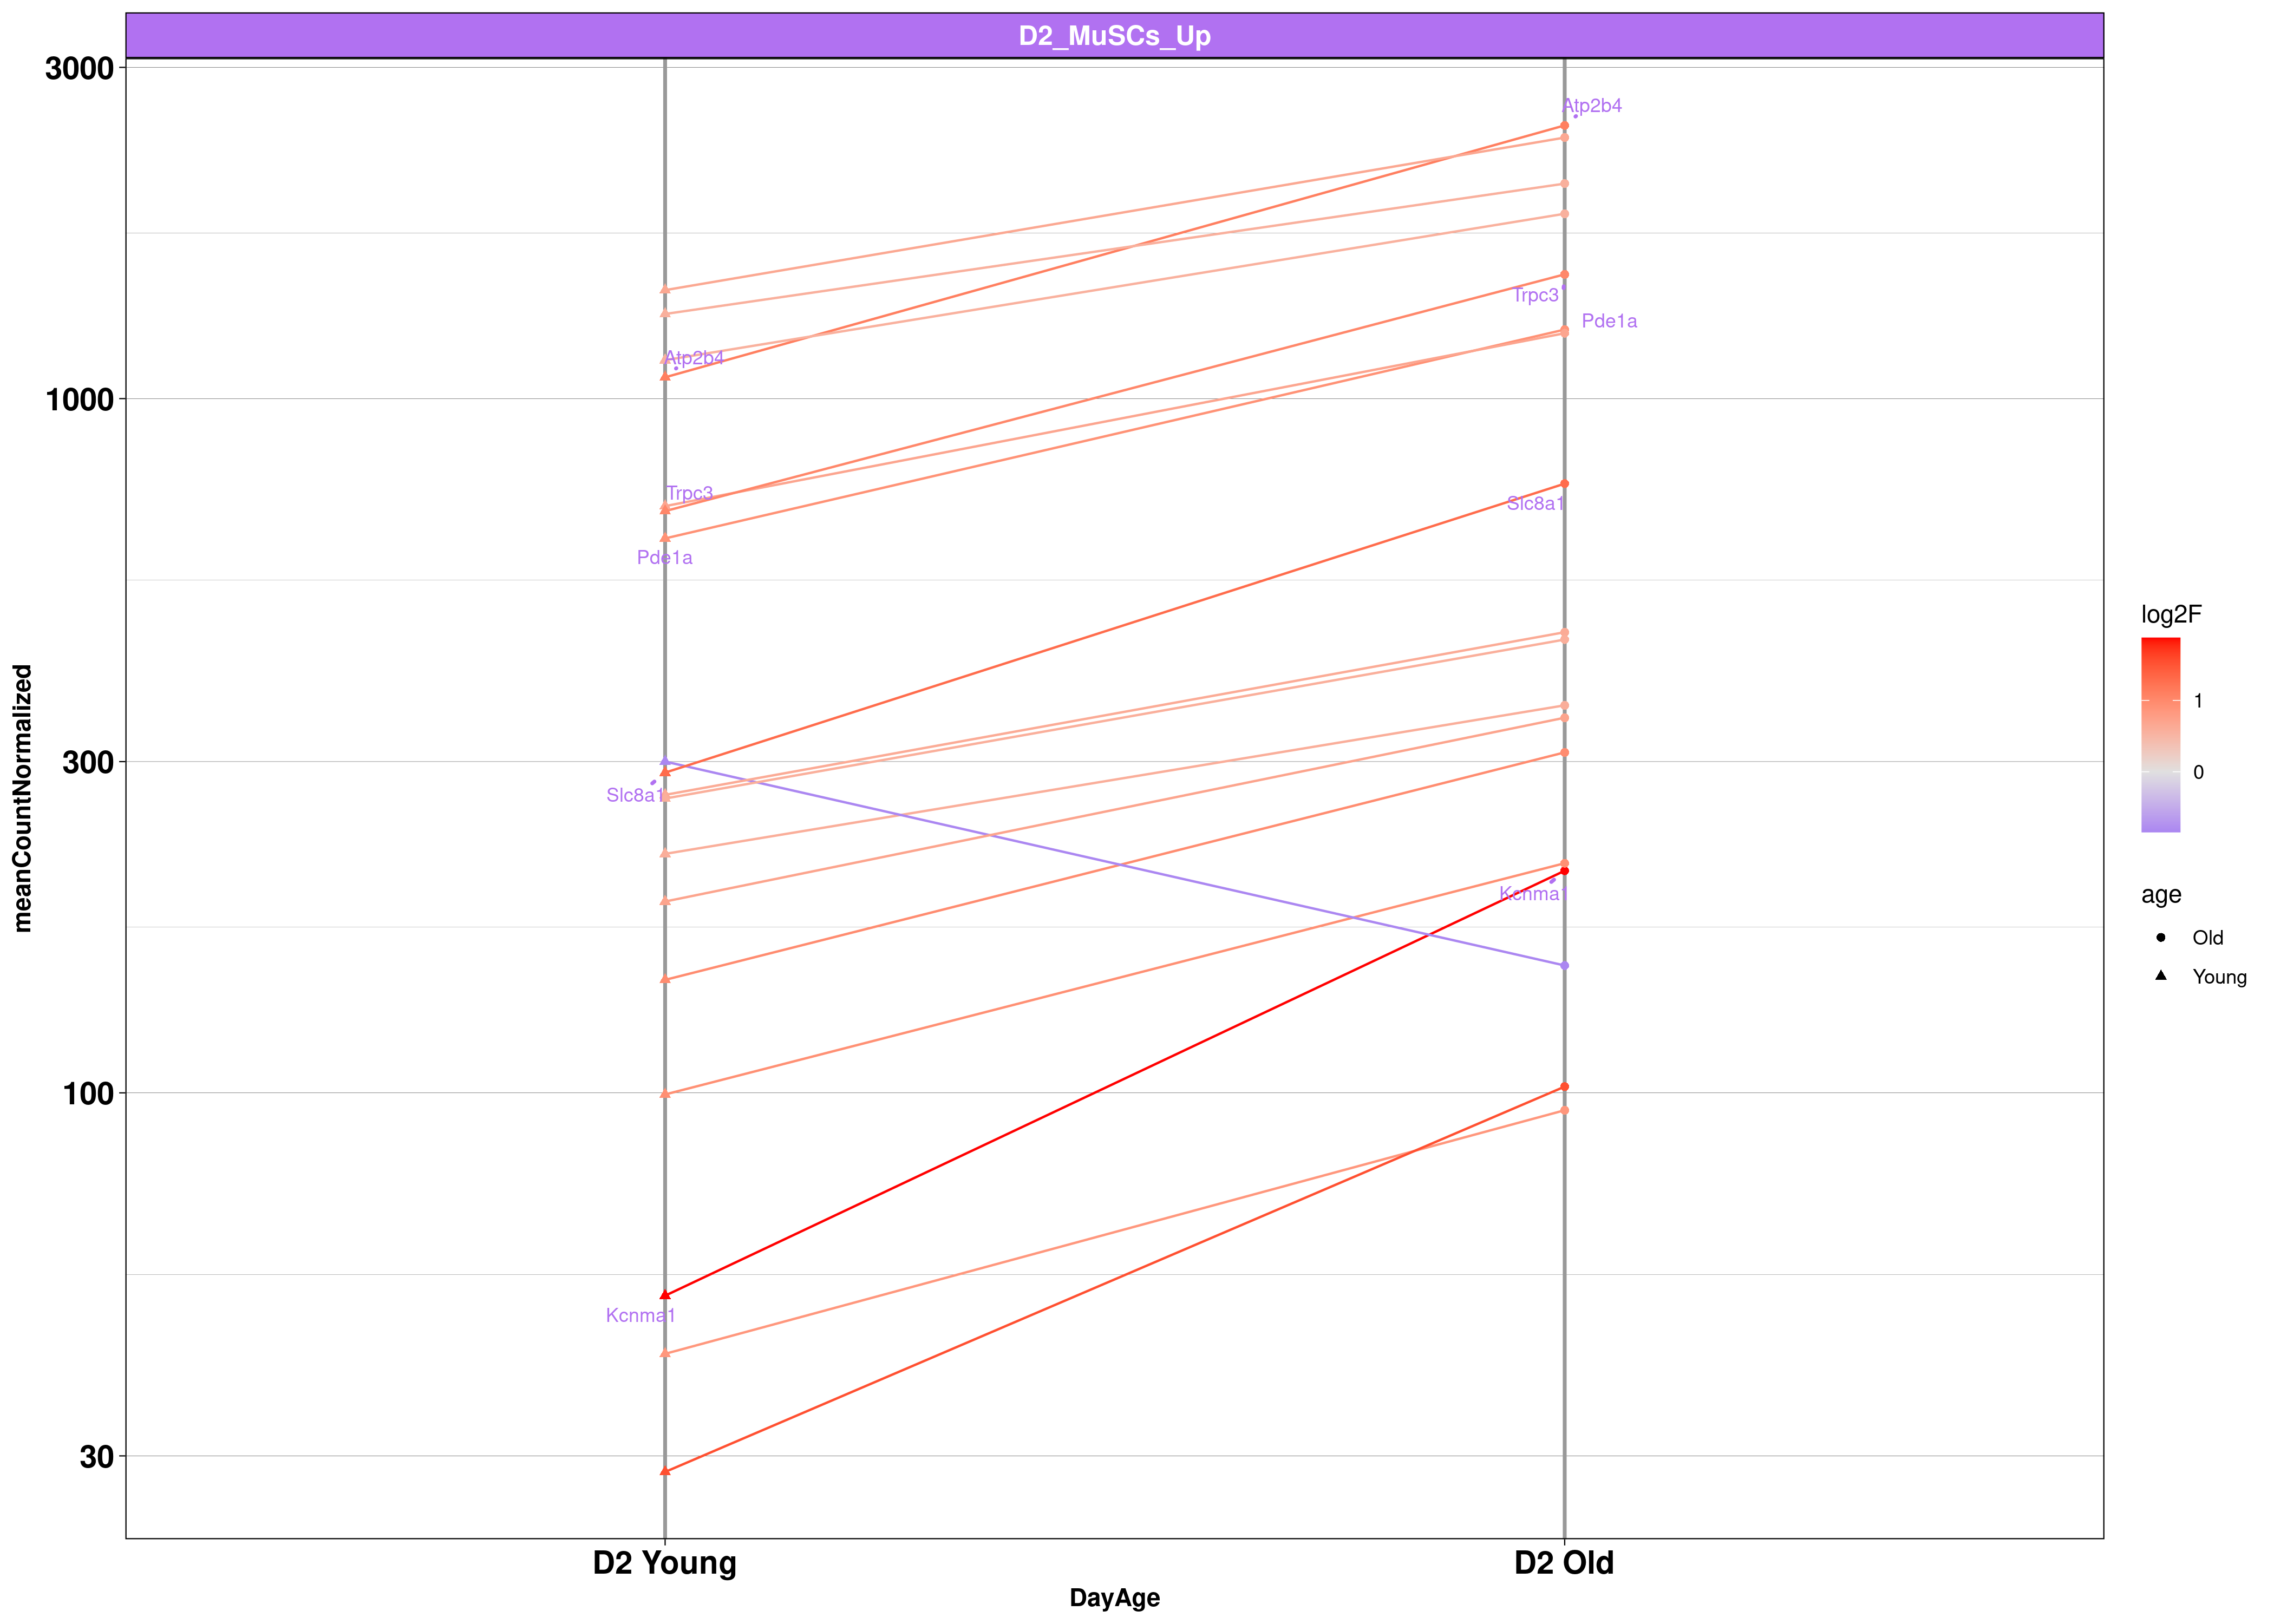 D2_MuSCs_Up
3000
1000
300
100
30
meanCountNormalized
Atp2b4
Trpc3
Pde1a
Slc8a1
Kcnma1
Atp2b4
Trpc3
Pde1a
Slc8a1
Kcnma1
D2 Young
D2 Old
DayAge
log2F
1
0
age
Old
Young